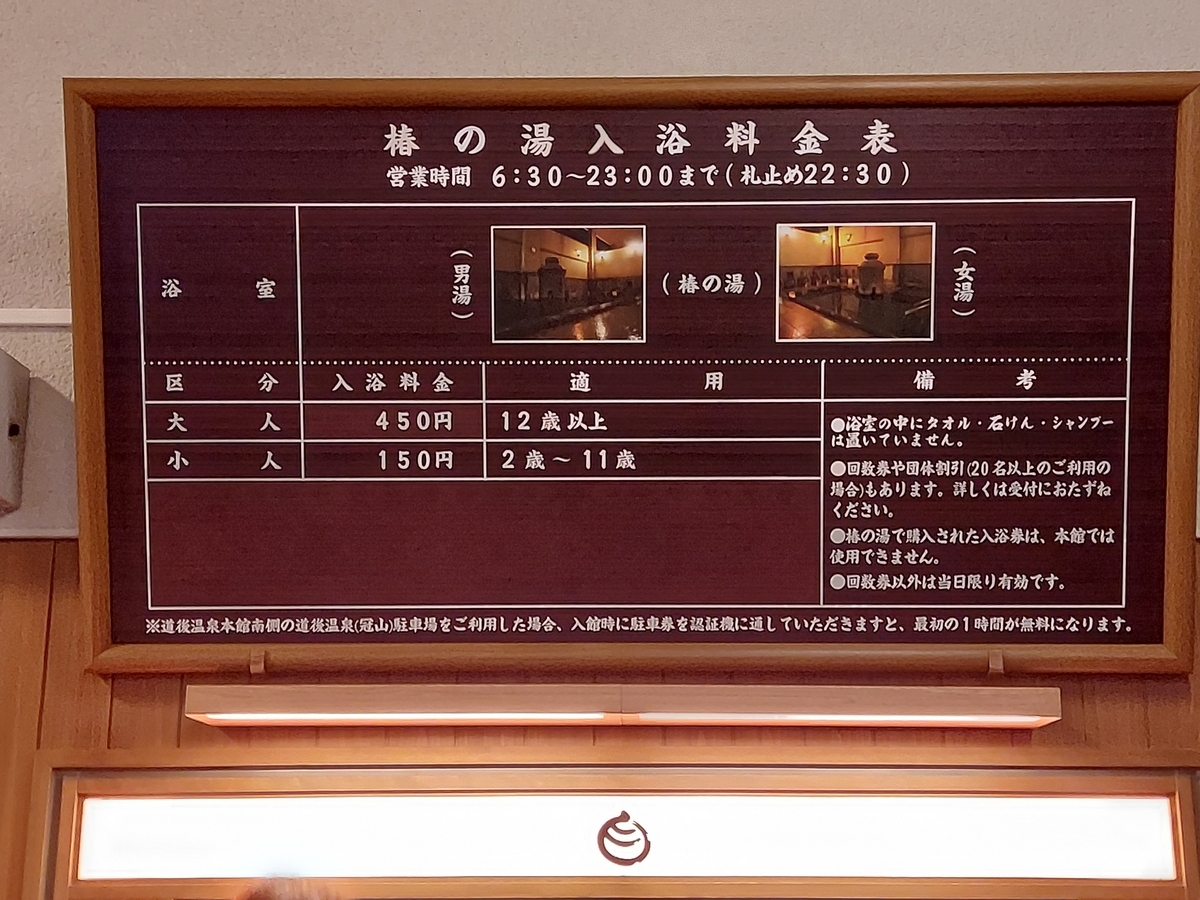 椿の湯入浴料金表
営業時間 6:30～23:00まで(札止め22:30)
浴室
(男湯)
(椿の湯)
(女湯)
区分 入浴料金 適用 備考
大人 450円 12歳以上
小人 150円 2歳～11歳
●浴室の中にタオル・石けん・シャンプー
は置いていません。
●回数券や団体割引(20名以上のご利用の
場合)もあります。詳しくは受付におたずね
ください。
●椿の湯で購入された入浴券は、本館では
使用できません。
●回数券以外は当日限り有効です。
※道後温泉本館南側の道後温泉(冠山)駐車場をご利用した場合、入館時に駐車券を認証機に通していただきますと、最初の1時間が無料になります。